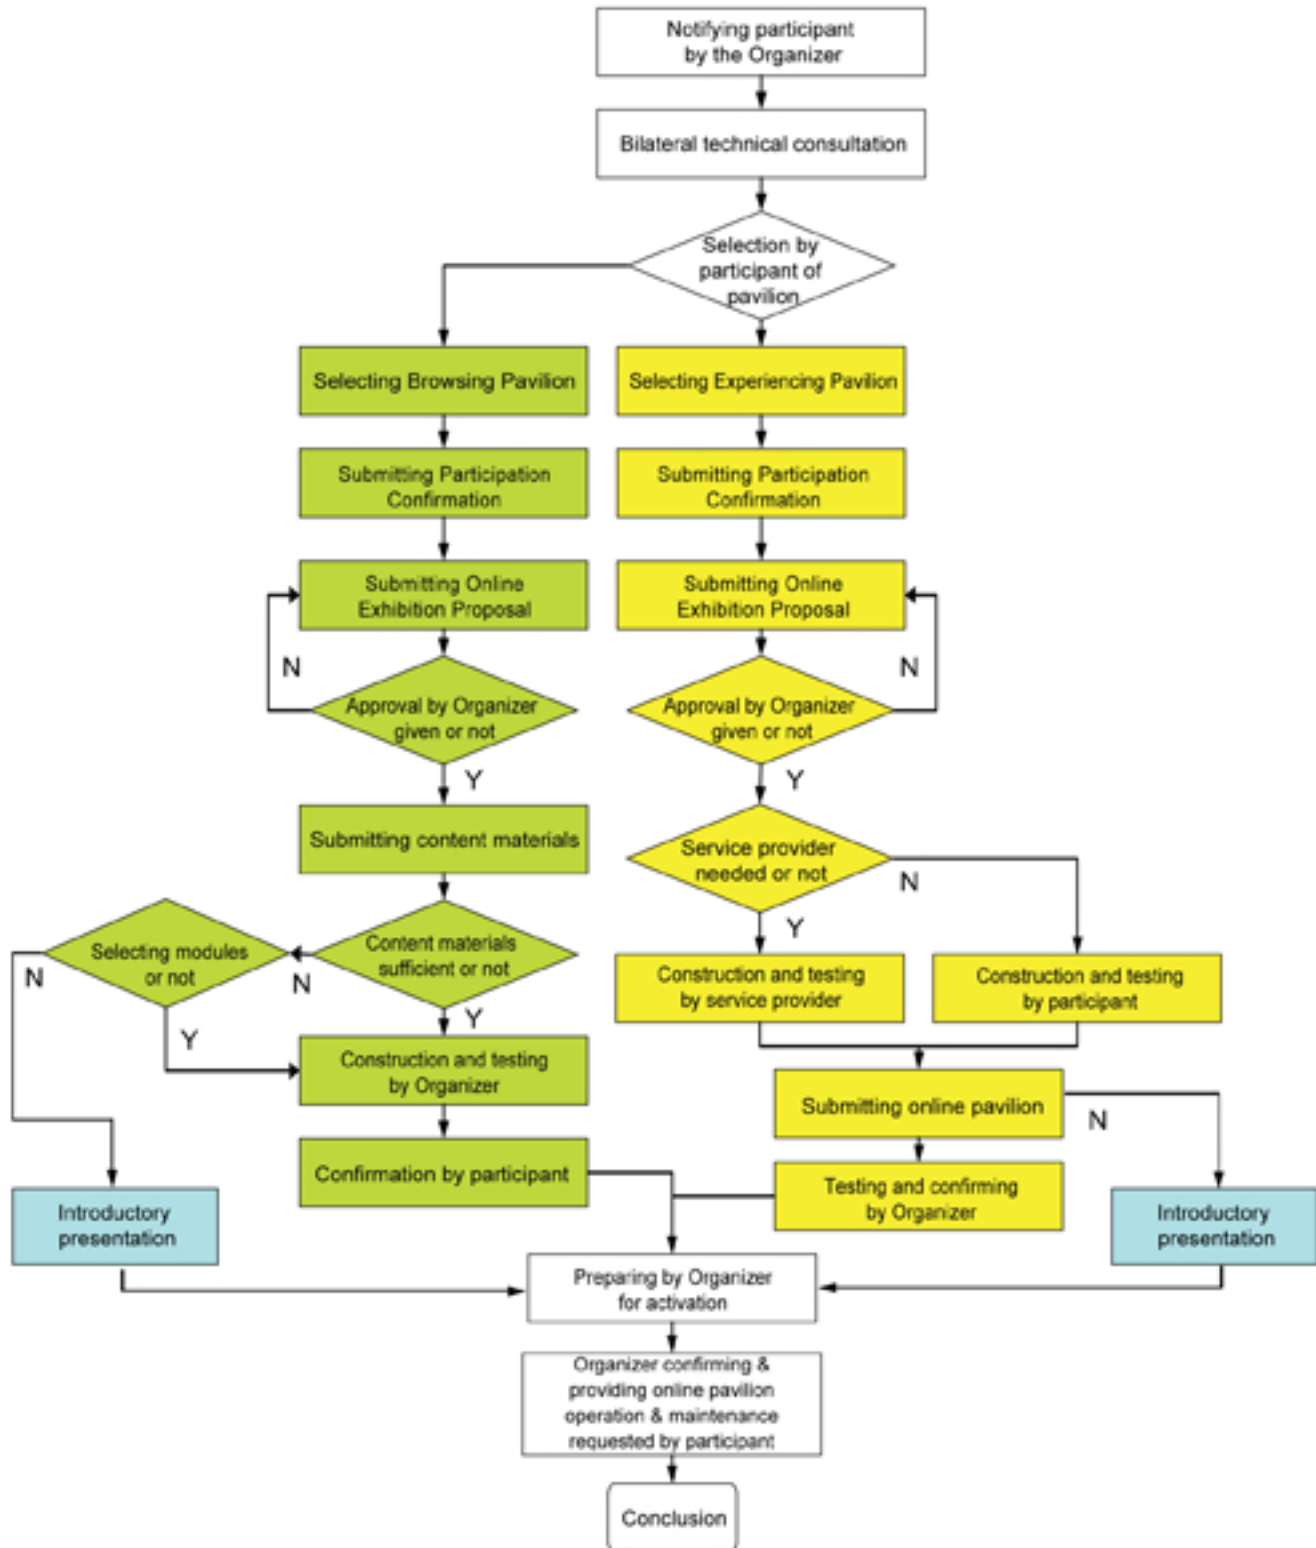 Notifying participant
by the Organizer
Bilateral technical consultation
Selection by
participant of
pavilion
Selecting Browsing Pavilion
Selecting Experiencing Pavilion
Submitting Participation
Confirmation
Submitting Participation
Confirmation
Submitting Online
Exhibition Proposal
Submitting Online
Exhibition Proposal
N
N
Approval by Organizer
given or not
Approval by Organizer
given or not
Y
Y
Submitting content materials
Service provider
needed or not
N
Y
Selecting modules
or not
N
Content materials
sufficient or not
N
Y
Y
Construction and testing
by service provider
Construction and testing
by participant
Construction and testing
by Organizer
Submitting online pavilion
N
Confirmation by participant
Testing and confirming
by Organizer
Introductory
presentation
Introductory
presentation
Preparing by Organizer
for activation
Organizer confirming &
providing online pavilion
operation & maintenance
requested by participant
Conclusion